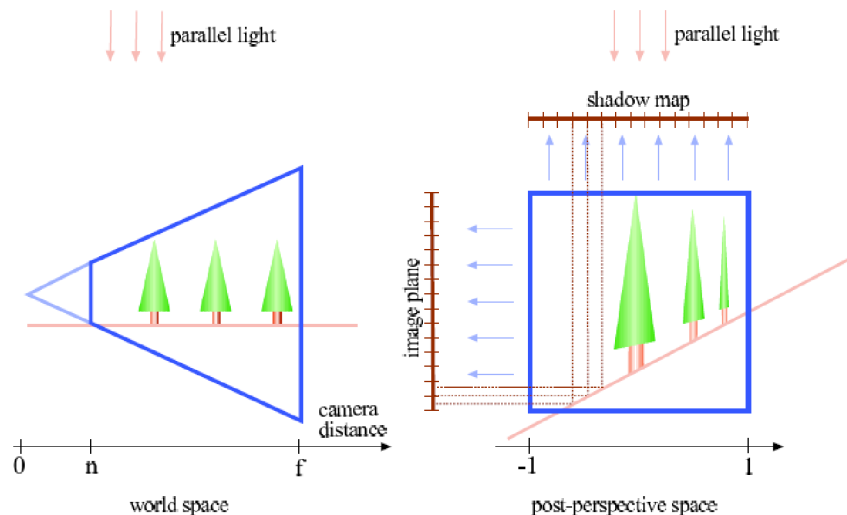 parallel light
parallel light
shadow map
image plane
camera
distance
0
n
f
-1
1
world space
post-perspective space